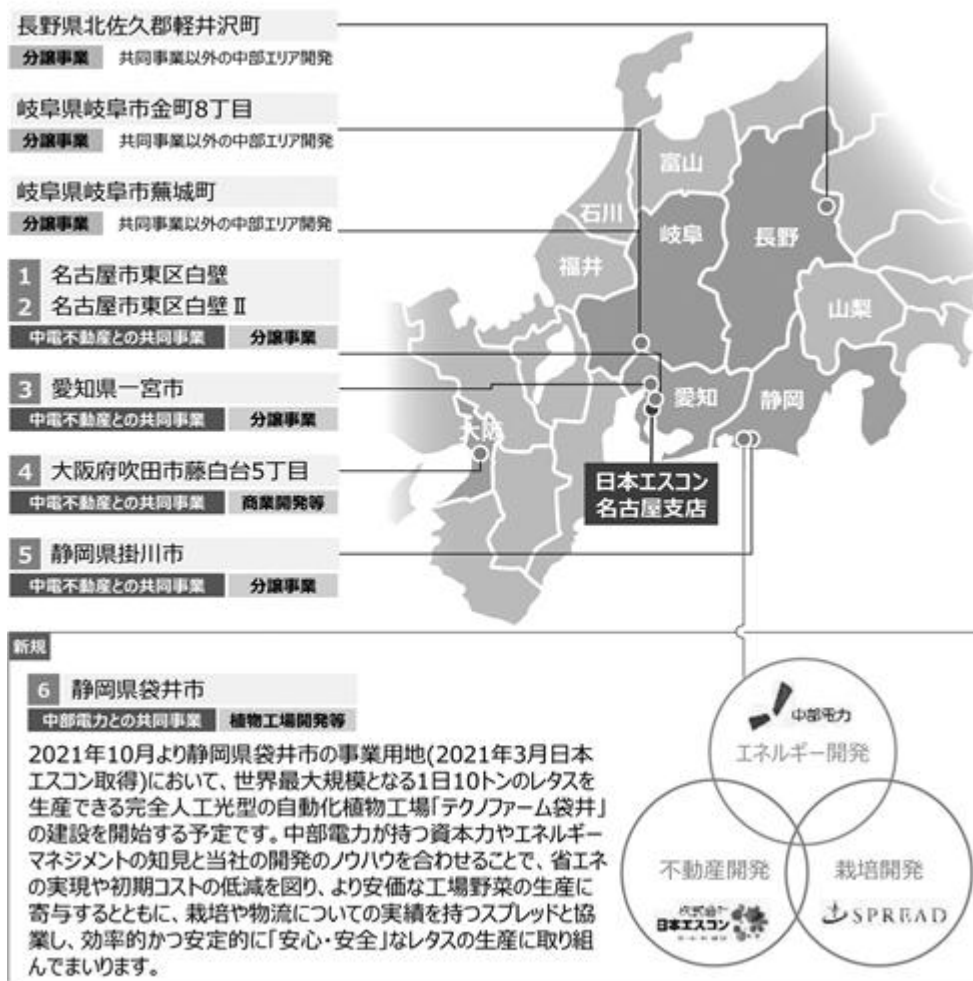 長野県北佐久郡軽井沢町
分譲事業 共同事業以外の中部エリア開発
岐阜県岐阜市金町8丁目
分譲事業 共同事業以外の中部エリア開発
岐阜県岐阜市蕪城町
分譲事業 共同事業以外の中部エリア開発
1 名古屋市東区白壁
2 名古屋市東区白壁Ⅱ
中電不動産との共同事業 分譲事業
3 愛知県一宮市
中電不動産との共同事業 分譲事業
4 大阪府吹田市藤白台5丁目
中電不動産との共同事業 商業開発等
5 静岡県掛川市
中電不動産との共同事業 分譲事業
富山
石川
岐阜
長野
福井
山梨
愛知
静岡
大阪
日本エスコン
名古屋支店
新規
6 静岡県袋井市
中部電力との共同事業 植物工場開発等
2021年10月より静岡県袋井市の事業用地(2021年3月日本
エスコン取得)において、世界最大規模となる1日10トンのレタスを
生産できる完全人工光型の自動化植物工場「テクノファーム袋井」
の建設を開始する予定です。中部電力が持つ資本力やエネルギー
マネジメントの知見と当社の開発のノウハウを合わせることで、省エネ
の実現や初期コストの低減を図り、より安価な工場野菜の生産に
寄与するとともに、栽培や物流についての実績を持つスプレッドと協
業し、効率的かつ安定的に「安心・安全」なレタスの生産に取り組
んでまいります。
中部電力
エネルギー開発
不動産開発
株式会社
日本エスコン
栽培開発
SPREAD